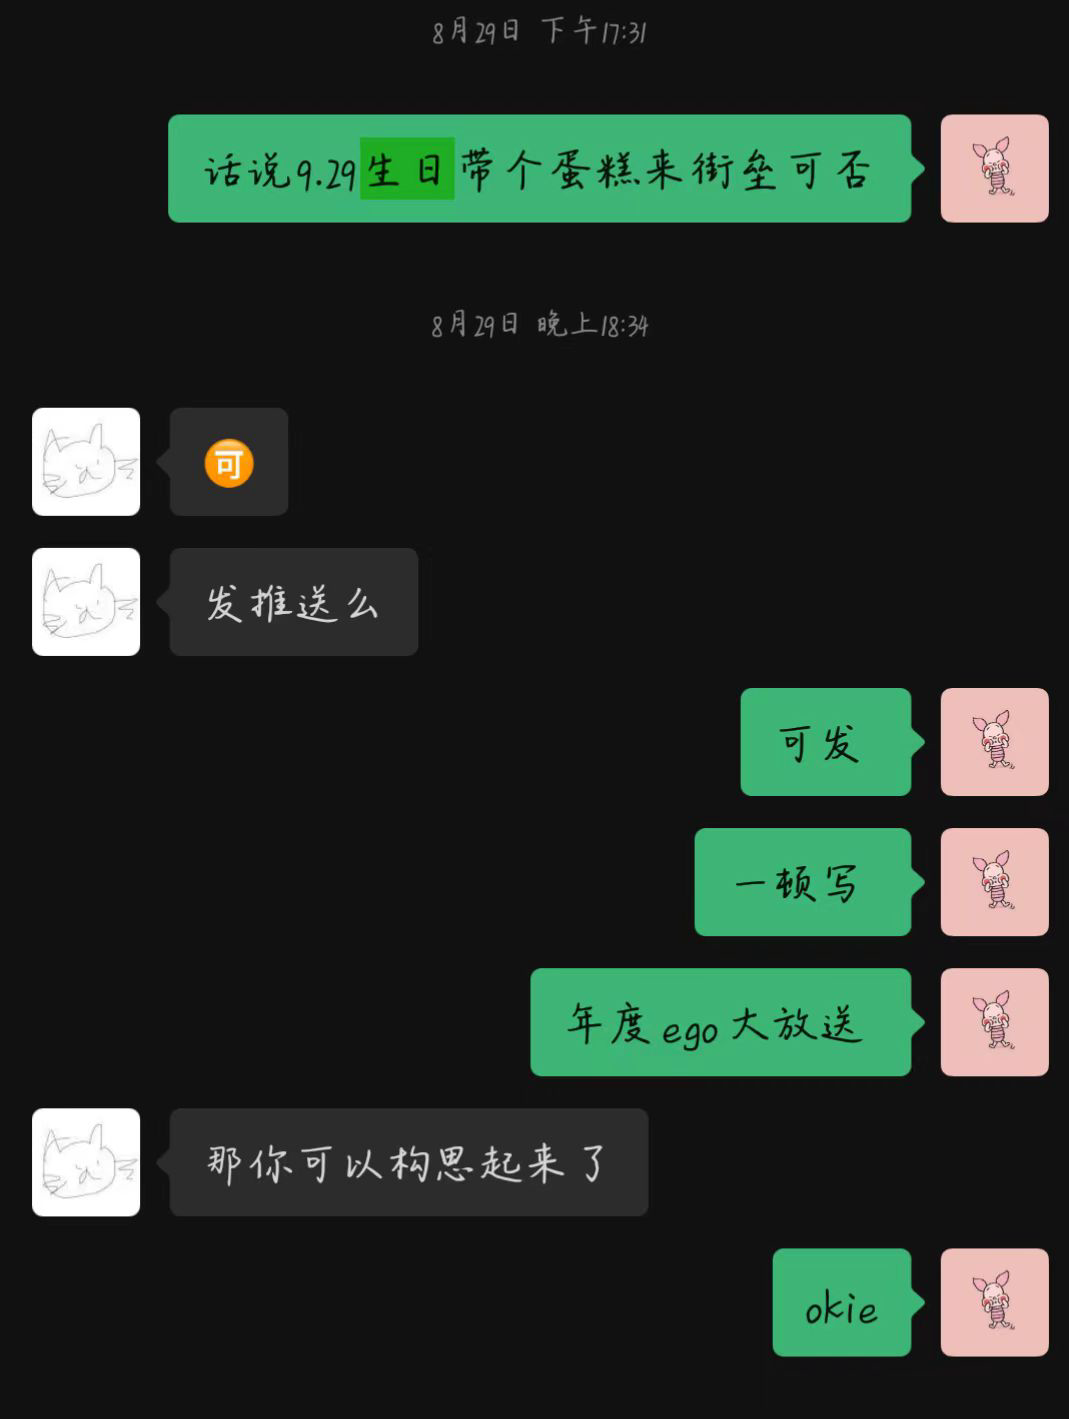 8月29日 下午17:31
话说9.29生日带个蛋糕来街垒可否
8月29日 晚上18:34
🉑
发推送么
可发
一顿写
年度ego大放送
那你可以构思起来了
okie